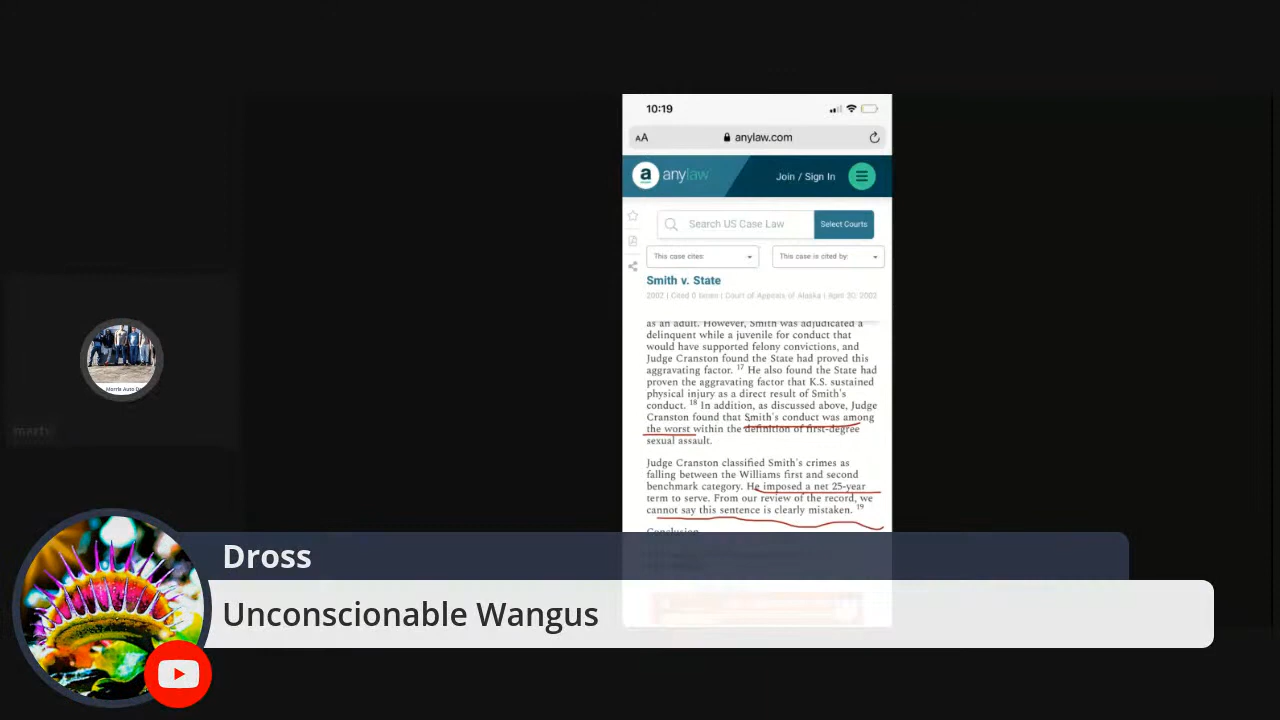 10:19
AA
anylaw.com
a anylaw
Join / Sign In
Search US Case Law
Select Courts
This case cites:
This case is cited by:
Smith v. State
2002 | Cited 0 times | Court of Appeals of Alaska | April 30, 2002
as an adult. However, Smith was adjudicated a
delinquent while a juvenile for conduct that
would have supported felony convictions, and
Judge Cranston found the State had proved this
aggravating factor. 17 He also found the State had
proven the aggravating factor that K.S. sustained
physical injury as a direct result of Smith's
conduct. 18 In addition, as discussed above, Judge
Cranston found that Smith's conduct was among
the worst within the definition of first-degree
sexual assault.
Judge Cranston classified Smith's crimes as
falling between the Williams first and second
benchmark category. He imposed a net 25-year
term to serve. From our review of the record, we
cannot say this sentence is clearly mistaken. 19
Conclusion
Morris Auto
Dross
Unconscionable Wangus